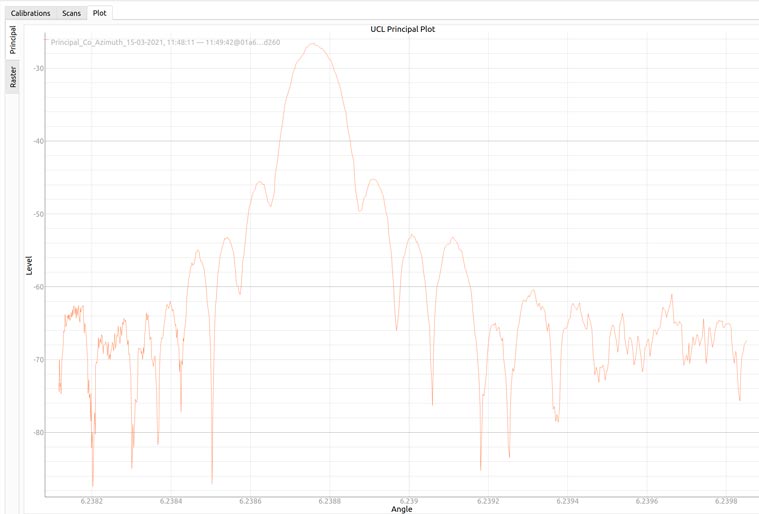 Calibrations Scans Plot
Principal
Raster
UCL Principal Plot
Principal_Co_Azimuth_15-03-2021, 11:48:11 — 11:49:42@01a6...d260
Level
-30
-40
-50
-60
-70
-80
6.2382 6.2384 6.2386 6.2388 6.239 6.2392 6.2394 6.2396 6.2398
Angle